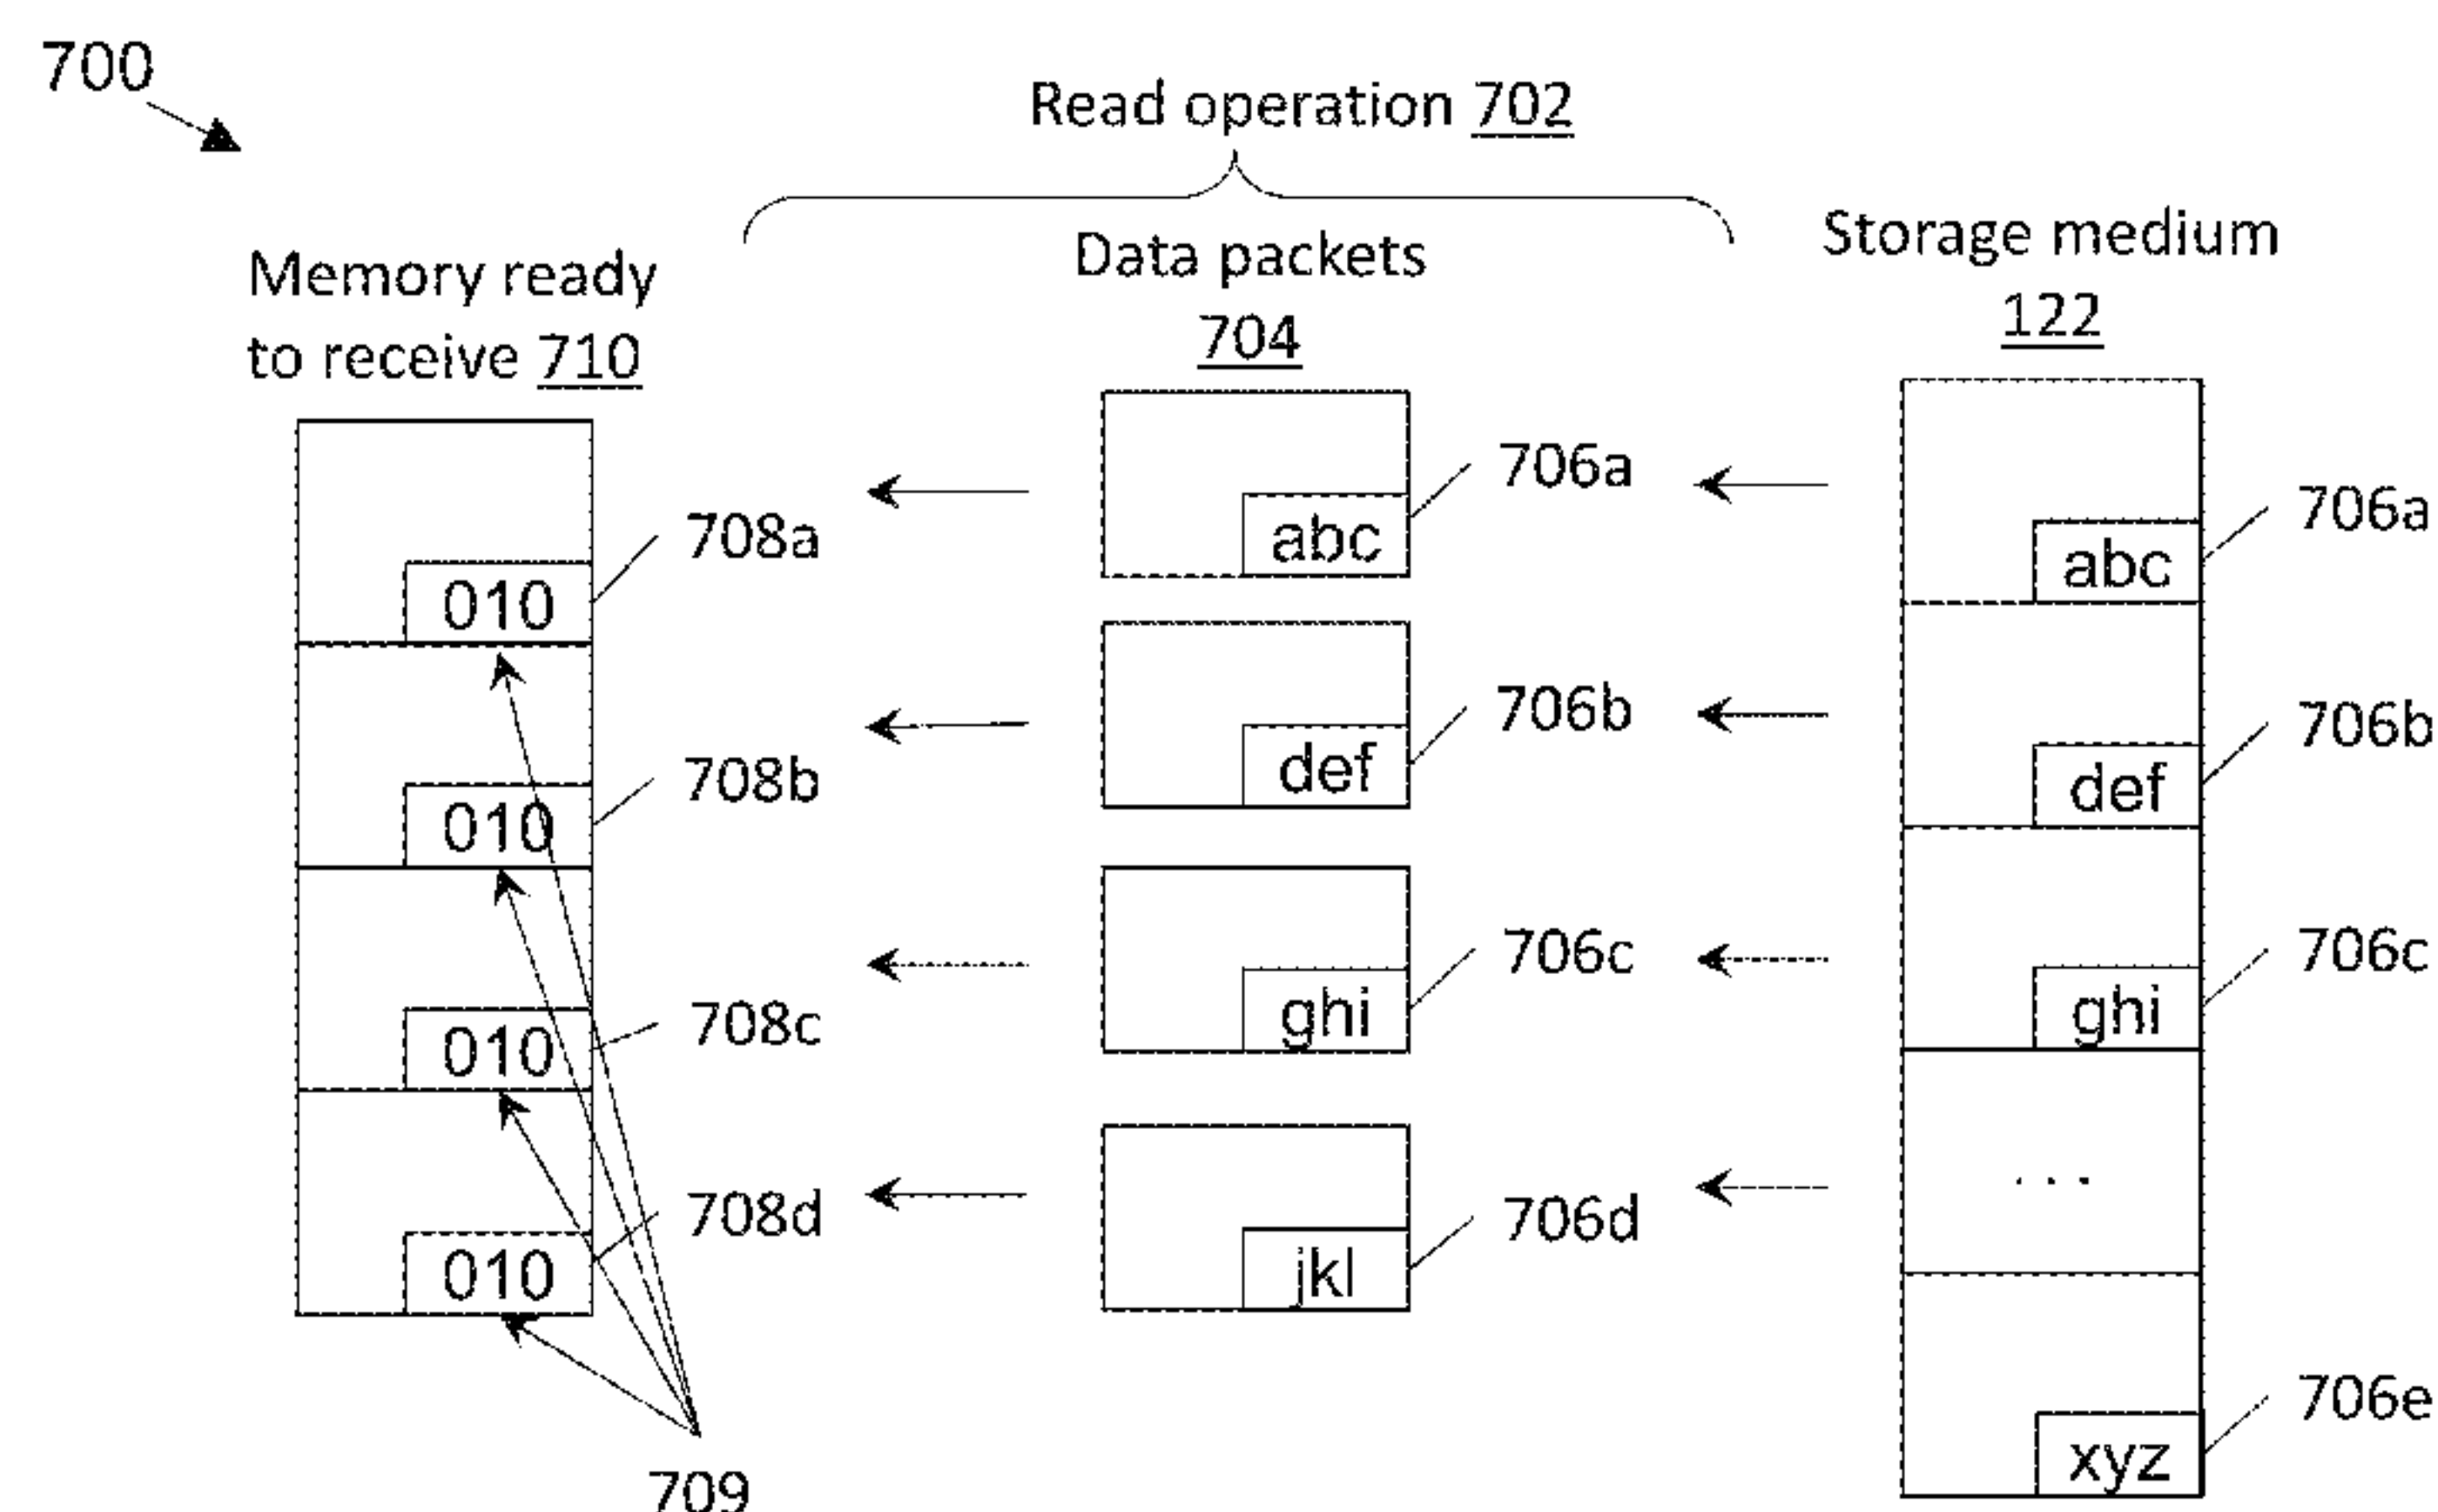 700
Read operation 702
Memory ready
to receive 710
Data packets
704
Storage medium
122
706a
706a
708a
abc
abc
010
706b
706b
708b
def
def
010
706c
706c
708c
ghi
ghi
010
708d
706d
...
010
jkl
706e
xyz
709